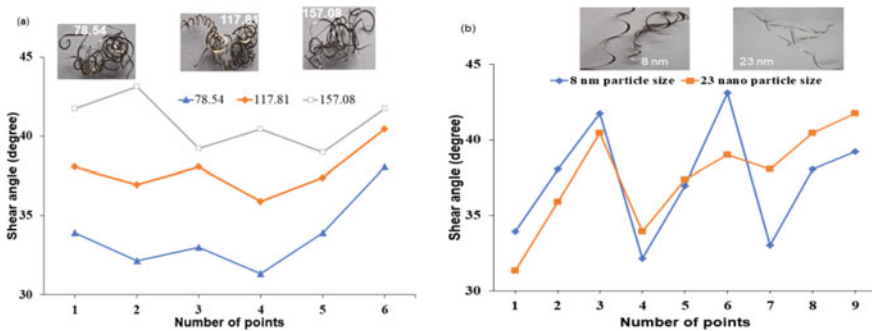 (a)
78.54
117.81
157.08
45
40
35
30
Shear angle (degree)
78.54 117.81 157.08
1 2 3 4 5 6
Number of points
(b)
8 nm
23 nm
8 nm particle size 23 nano particle size
45
40
35
30
Shear angle (degree)
1 2 3 4 5 6 7 8 9
Number of points